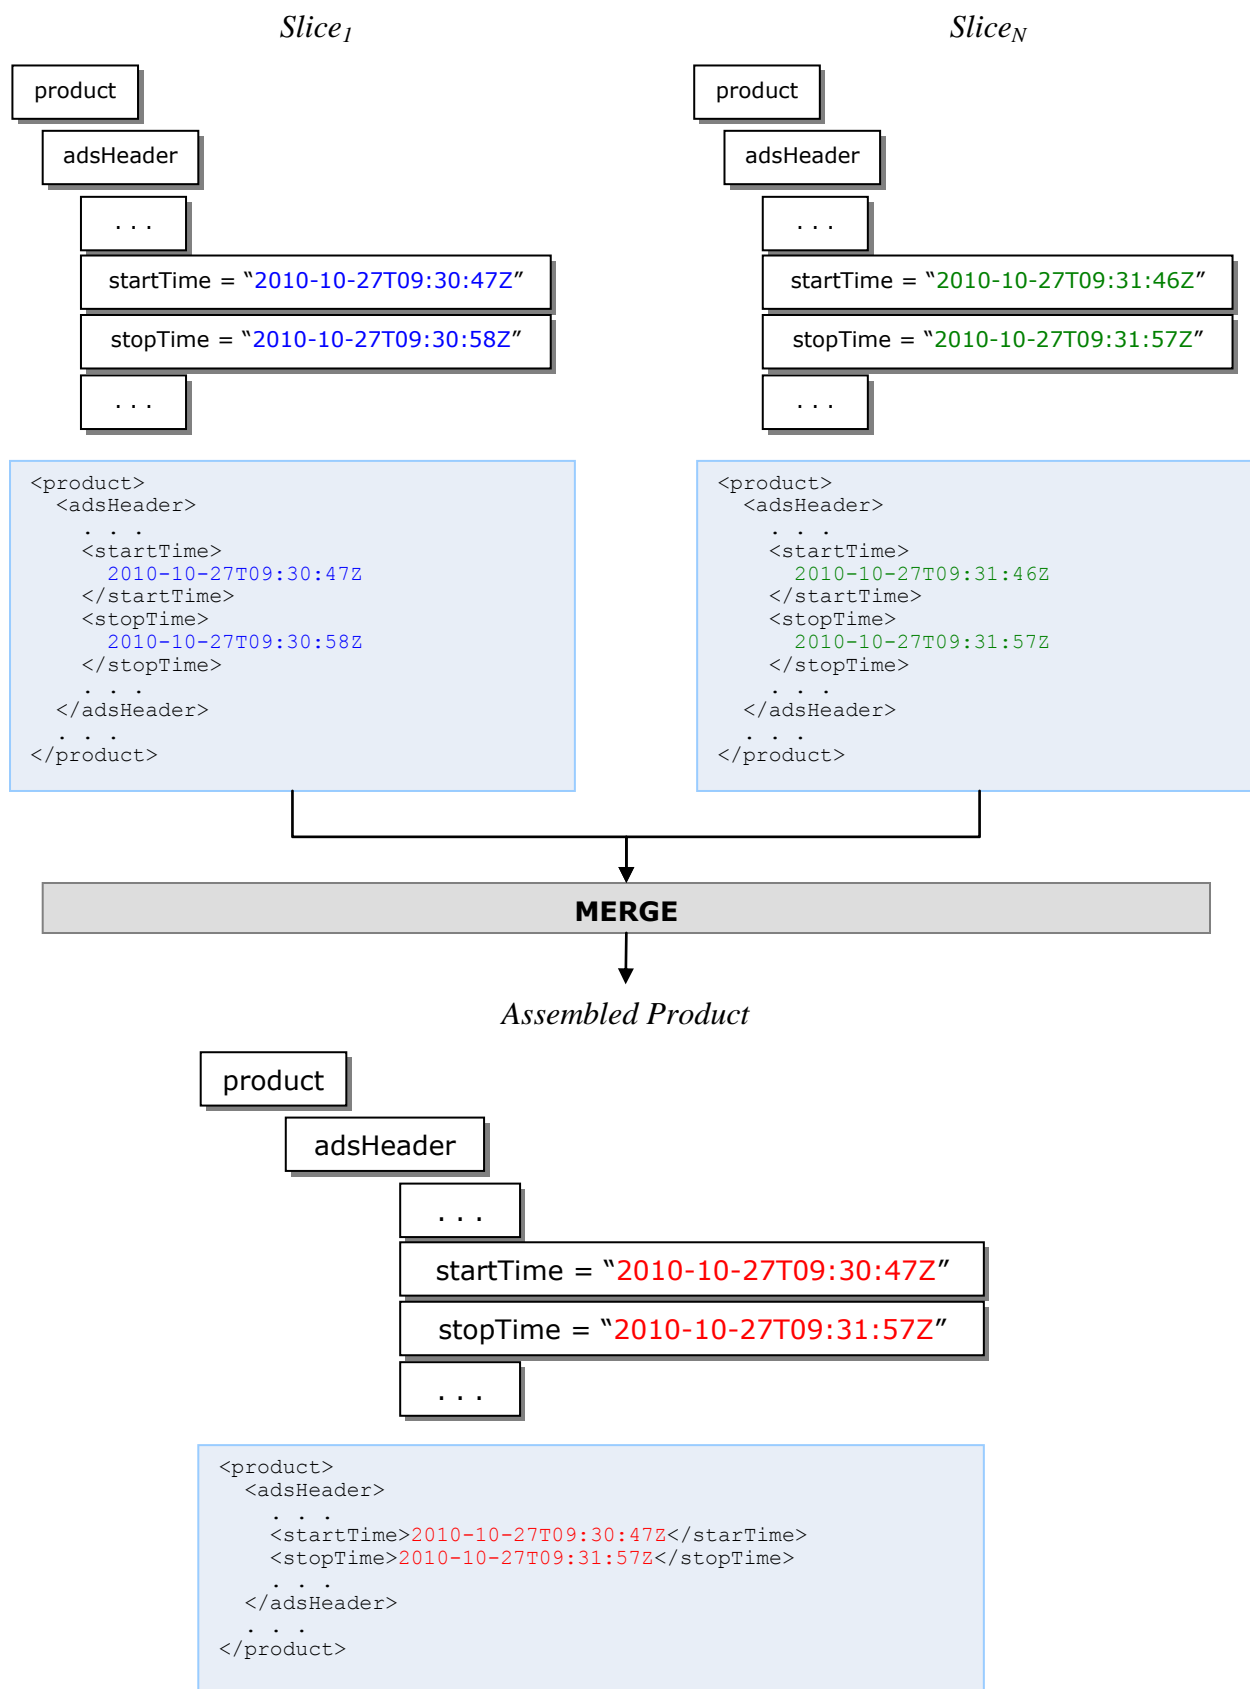 Slice1
product
adsHeader
. . .
startTime = “2010-10-27T09:30:47Z”
stopTime = “2010-10-27T09:30:58Z”
. . .
<product>
<adsHeader>
. . .
<startTime>
2010-10-27T09:30:47Z
</startTime>
<stopTime>
2010-10-27T09:30:58Z
</stopTime>
. . .
</adsHeader>
. . .
</product>
SliceN
product
adsHeader
. . .
startTime = “2010-10-27T09:31:46Z”
stopTime = “2010-10-27T09:31:57Z”
. . .
<product>
<adsHeader>
. . .
<startTime>
2010-10-27T09:31:46Z
</startTime>
<stopTime>
2010-10-27T09:31:57Z
</stopTime>
. . .
</adsHeader>
. . .
</product>
MERGE
Assembled Product
product
adsHeader
. . .
startTime = “2010-10-27T09:30:47Z”
stopTime = “2010-10-27T09:31:57Z”
. . .
<product>
<adsHeader>
. . .
<startTime>2010-10-27T09:30:47Z</starTime>
<stopTime>2010-10-27T09:31:57Z</stopTime>
. . .
</adsHeader>
. . .
</product>